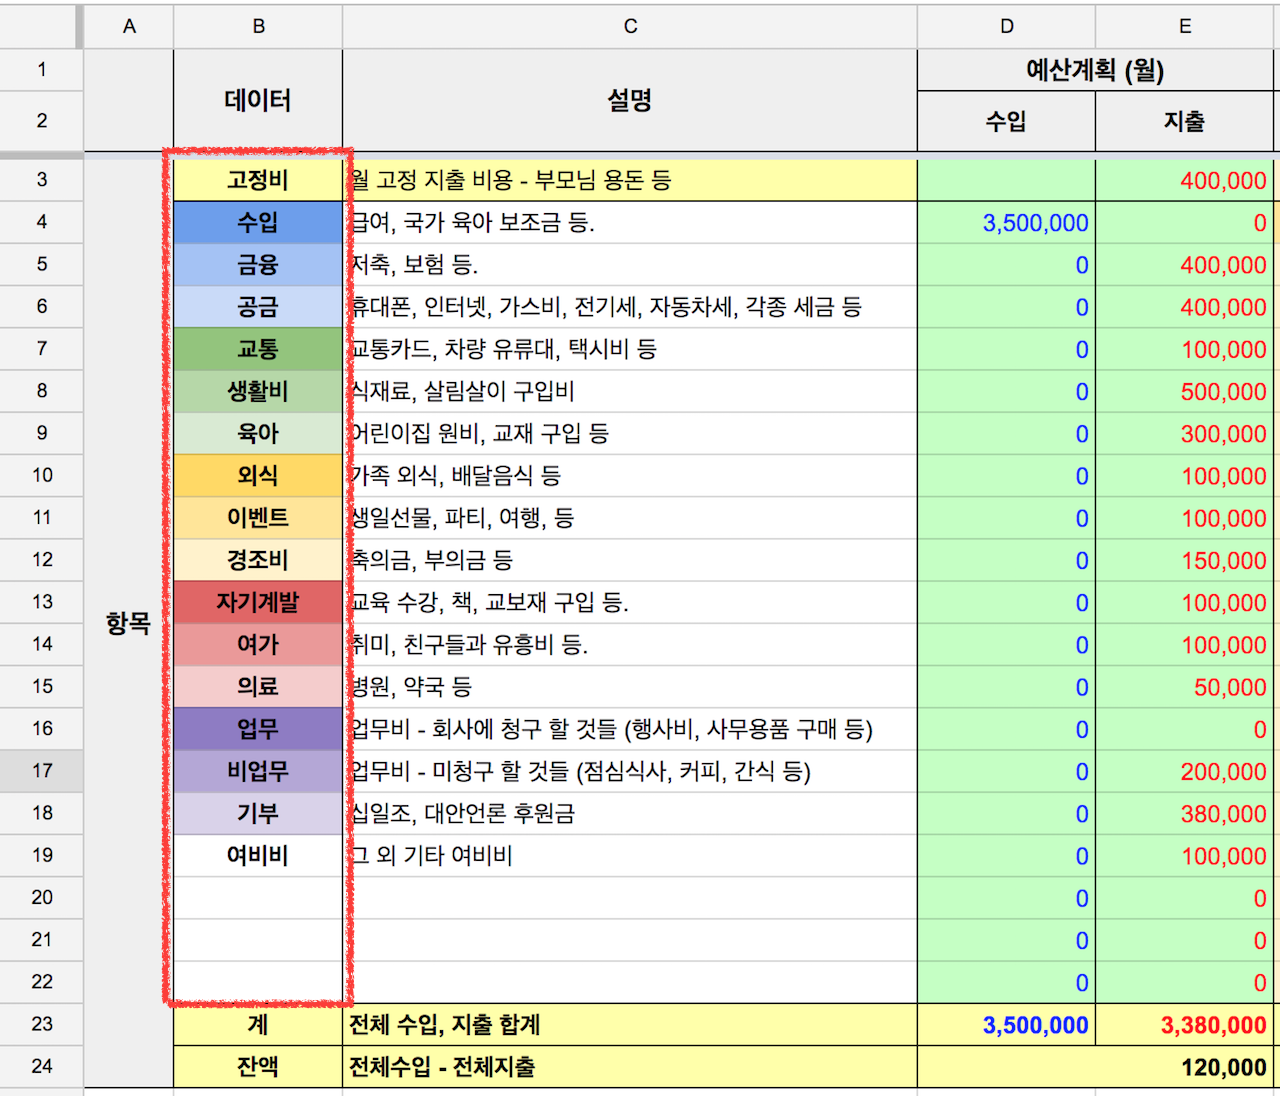 A B C D E
1 예산계획 (월)
데이터 설명
2 수입 지출
3 고정비 월 고정 지출 비용 - 부모님 용돈 등 400,000
4 수입 급여, 국가 육아 보조금 등. 3,500,000 0
5 금융 저축, 보험 등. 0 400,000
6 공금 휴대폰, 인터넷, 가스비, 전기세, 자동차세, 각종 세금 등 0 400,000
7 교통 교통카드, 차량 유류대, 택시비 등 0 100,000
8 생활비 식재료, 살림살이 구입비 0 500,000
9 육아 어린이집 원비, 교재 구입 등 0 300,000
10 외식 가족 외식, 배달음식 등 0 100,000
11 이벤트 생일선물, 파티, 여행, 등 0 100,000
12 경조비 축의금, 부의금 등 0 150,000
13 자기계발 교육 수강, 책, 교보재 구입 등. 0 100,000
항목
14 여가 취미, 친구들과 유흥비 등. 0 100,000
15 의료 병원, 약국 등 0 50,000
16 업무 업무비 - 회사에 청구 할 것들 (행사비, 사무용품 구매 등) 0 0
17 비업무 업무비 - 미청구 할 것들 (점심식사, 커피, 간식 등) 0 200,000
18 기부 십일조, 대안언론 후원금 0 380,000
19 여비비 그 외 기타 여비비 0 100,000
20 0 0
21 0 0
22 0 0
23 계 전체 수입, 지출 합계 3,500,000 3,380,000
24 잔액 전체수입 - 전체지출 120,000